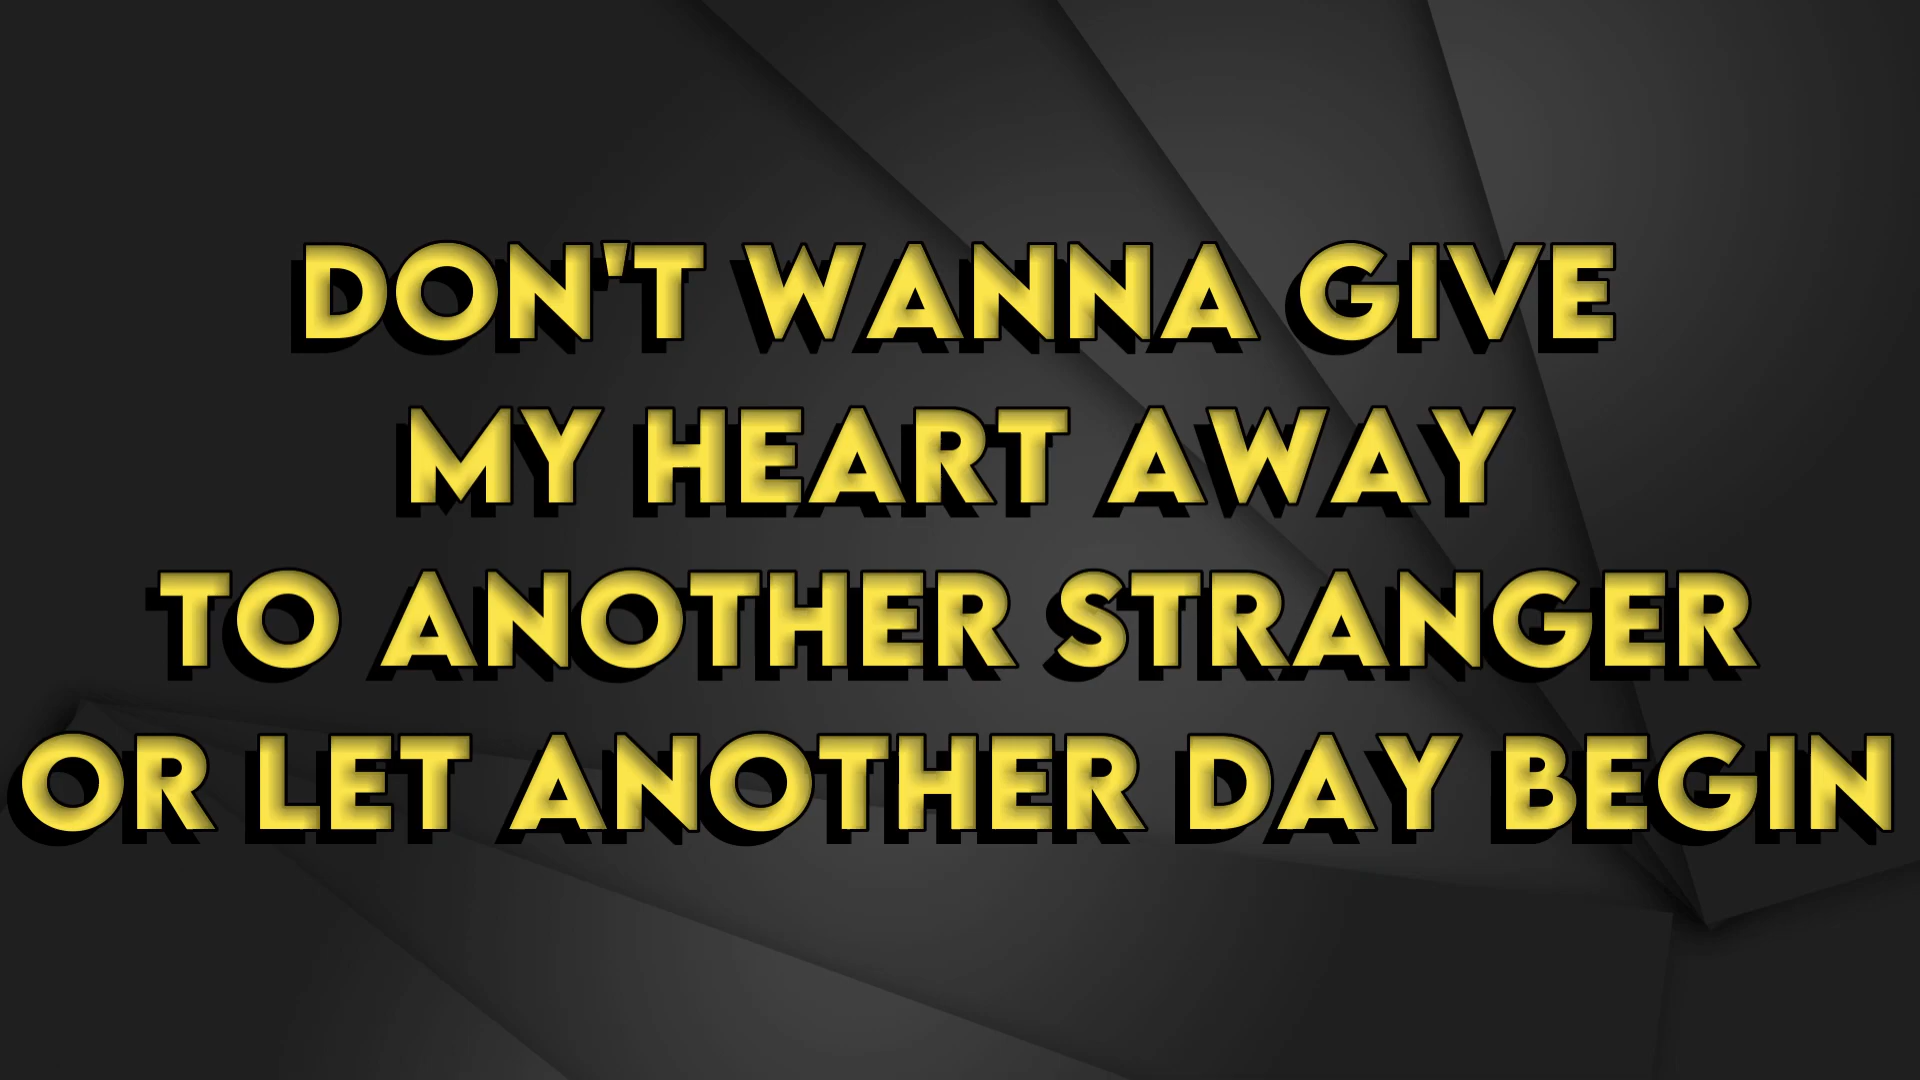 DON'T WANNA GIVE
MY HEART AWAY
TO ANOTHER STRANGER
OR LET ANOTHER DAY BEGIN